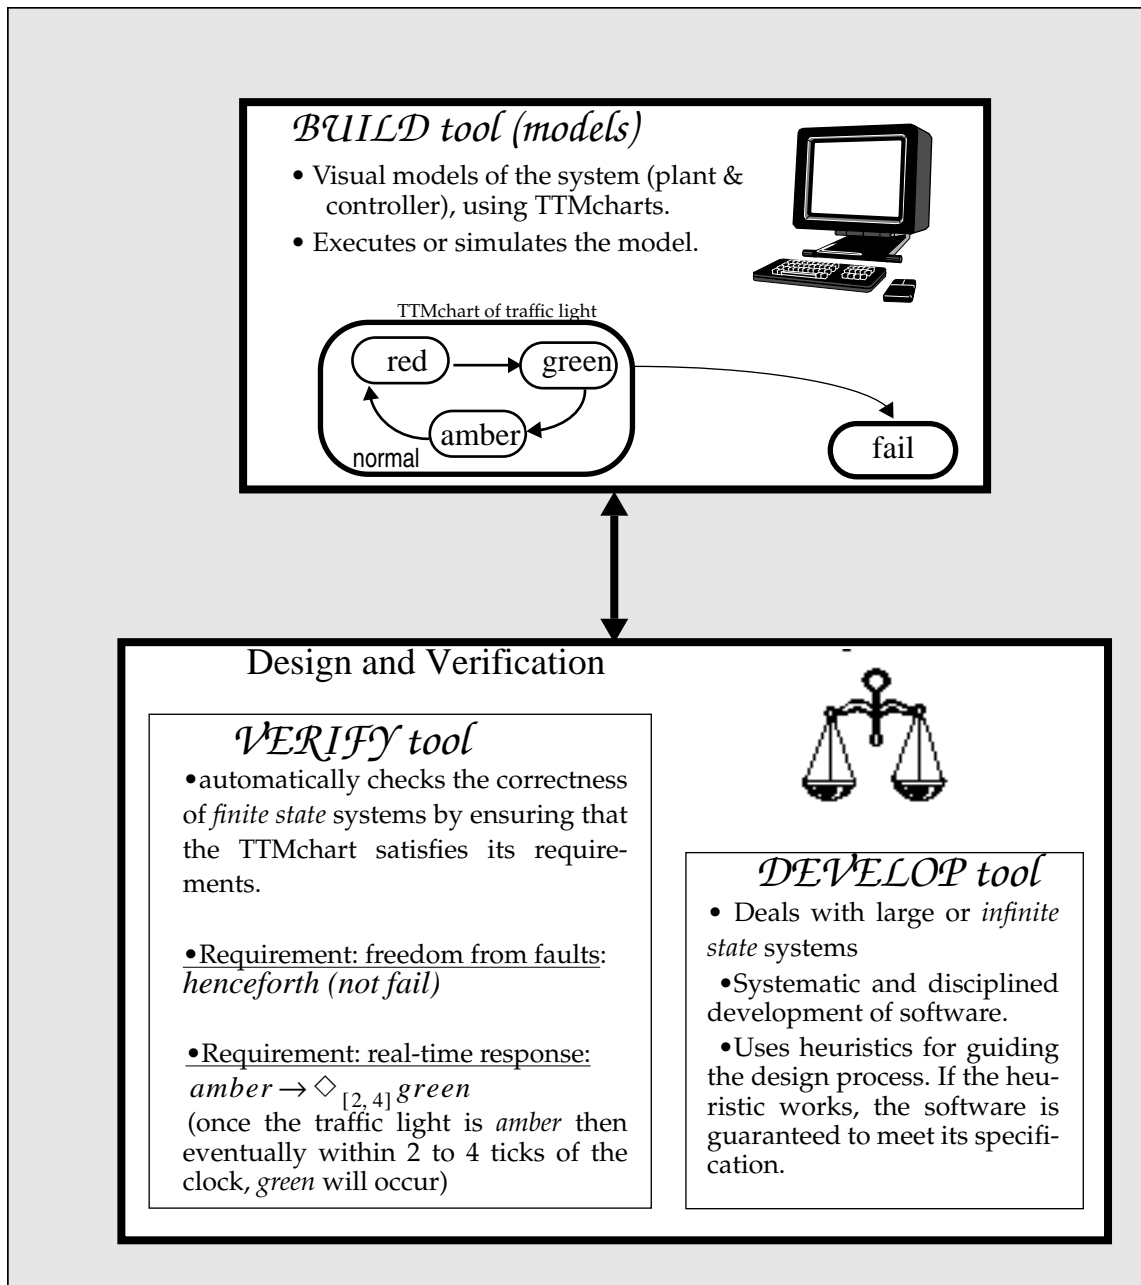 BUILD tool (models)
• Visual models of the system (plant &
controller), using TTMcharts.
• Executes or simulates the model.
TTMchart of traffic light
red
green
amber
normal
fail
Design and Verification
VERIFY tool
•automatically checks the correctness
of finite state systems by ensuring that
the TTMchart satisfies its require-
ments.
•Requirement: freedom from faults:
henceforth (not fail)
•Requirement: real-time response:
amber → ◇[2, 4] green
(once the traffic light is amber then
eventually within 2 to 4 ticks of the
clock, green will occur)
DEVELOP tool
• Deals with large or infinite
state systems
•Systematic and disciplined
development of software.
•Uses heuristics for guiding
the design process. If the heu-
ristic works, the software is
guaranteed to meet its specifi-
cation.